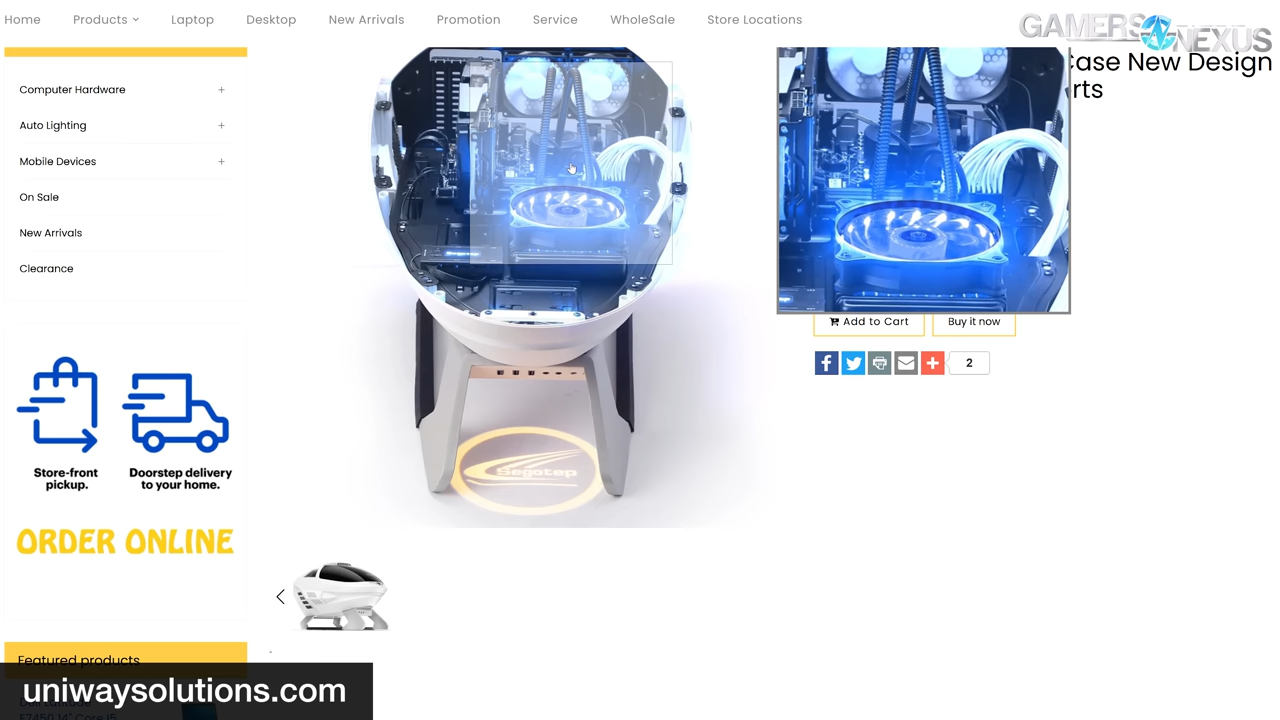 Home Products Laptop Desktop New Arrivals Promotion Service WholeSale Store Locations
GAMERS NEXUS
Case New Design
rts
Computer Hardware +
Auto Lighting +
Mobile Devices +
On Sale
New Arrivals
Clearance
Add to Cart Buy it now
2
Segotep
Store-front
pickup.
Doorstep delivery
to your home.
ORDER ONLINE
Featured products
uniwaysolutions.com